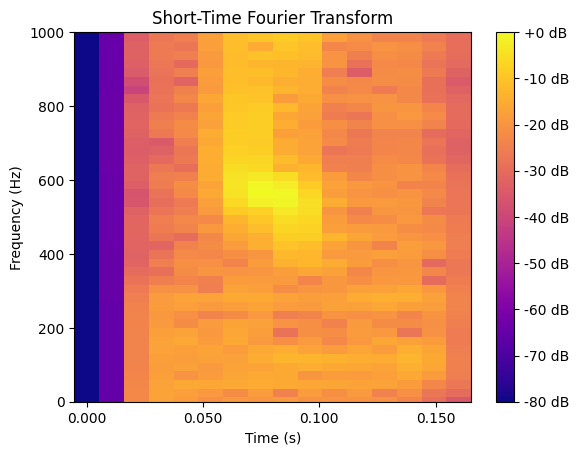 Short-Time Fourier Transform
Frequency (Hz)
1000
800
600
400
200
0
0.000
0.050
0.100
0.150
Time (s)
+0 dB
-10 dB
-20 dB
-30 dB
-40 dB
-50 dB
-60 dB
-70 dB
-80 dB